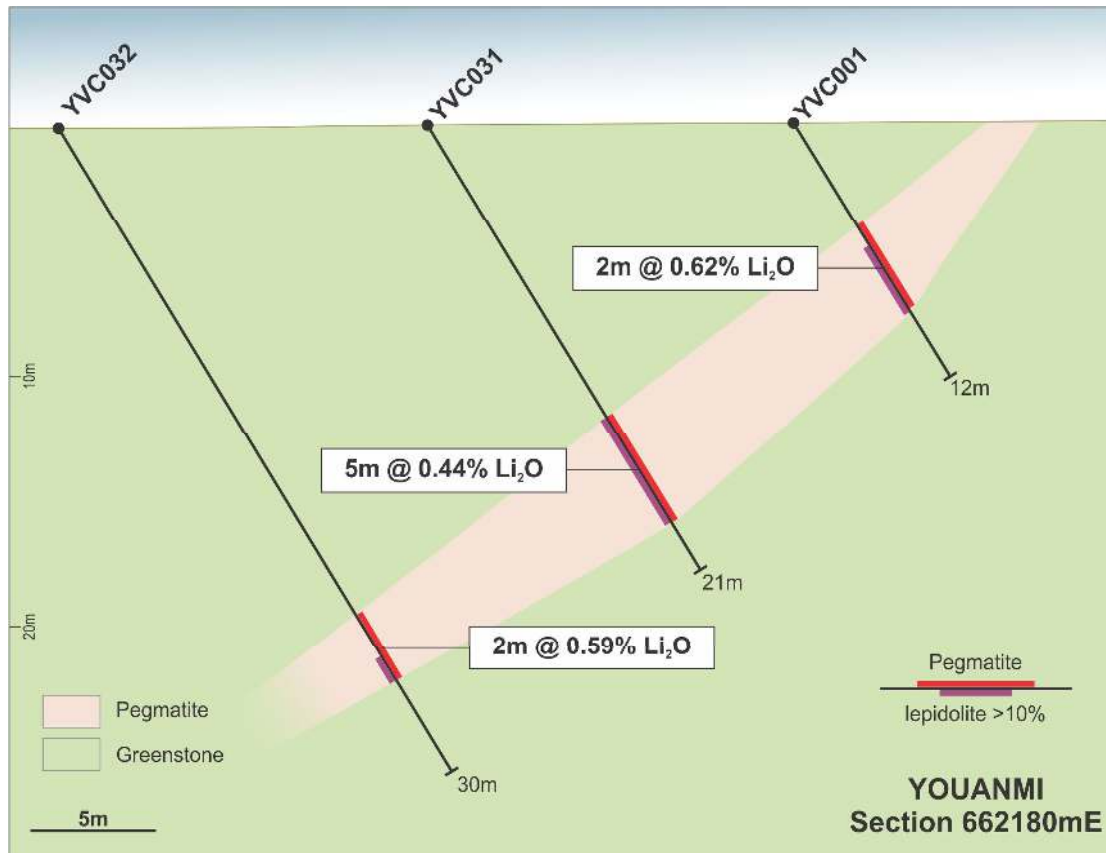 YVC032
YVC031
YVC001
2m @ 0.62% Li₂O
10m
12m
5m @ 0.44% Li₂O
21m
20m
2m @ 0.59% Li₂O
Pegmatite
lepidolite >10%
Pegmatite
Greenstone
30m
5m
YOUANMI
Section 662180mE